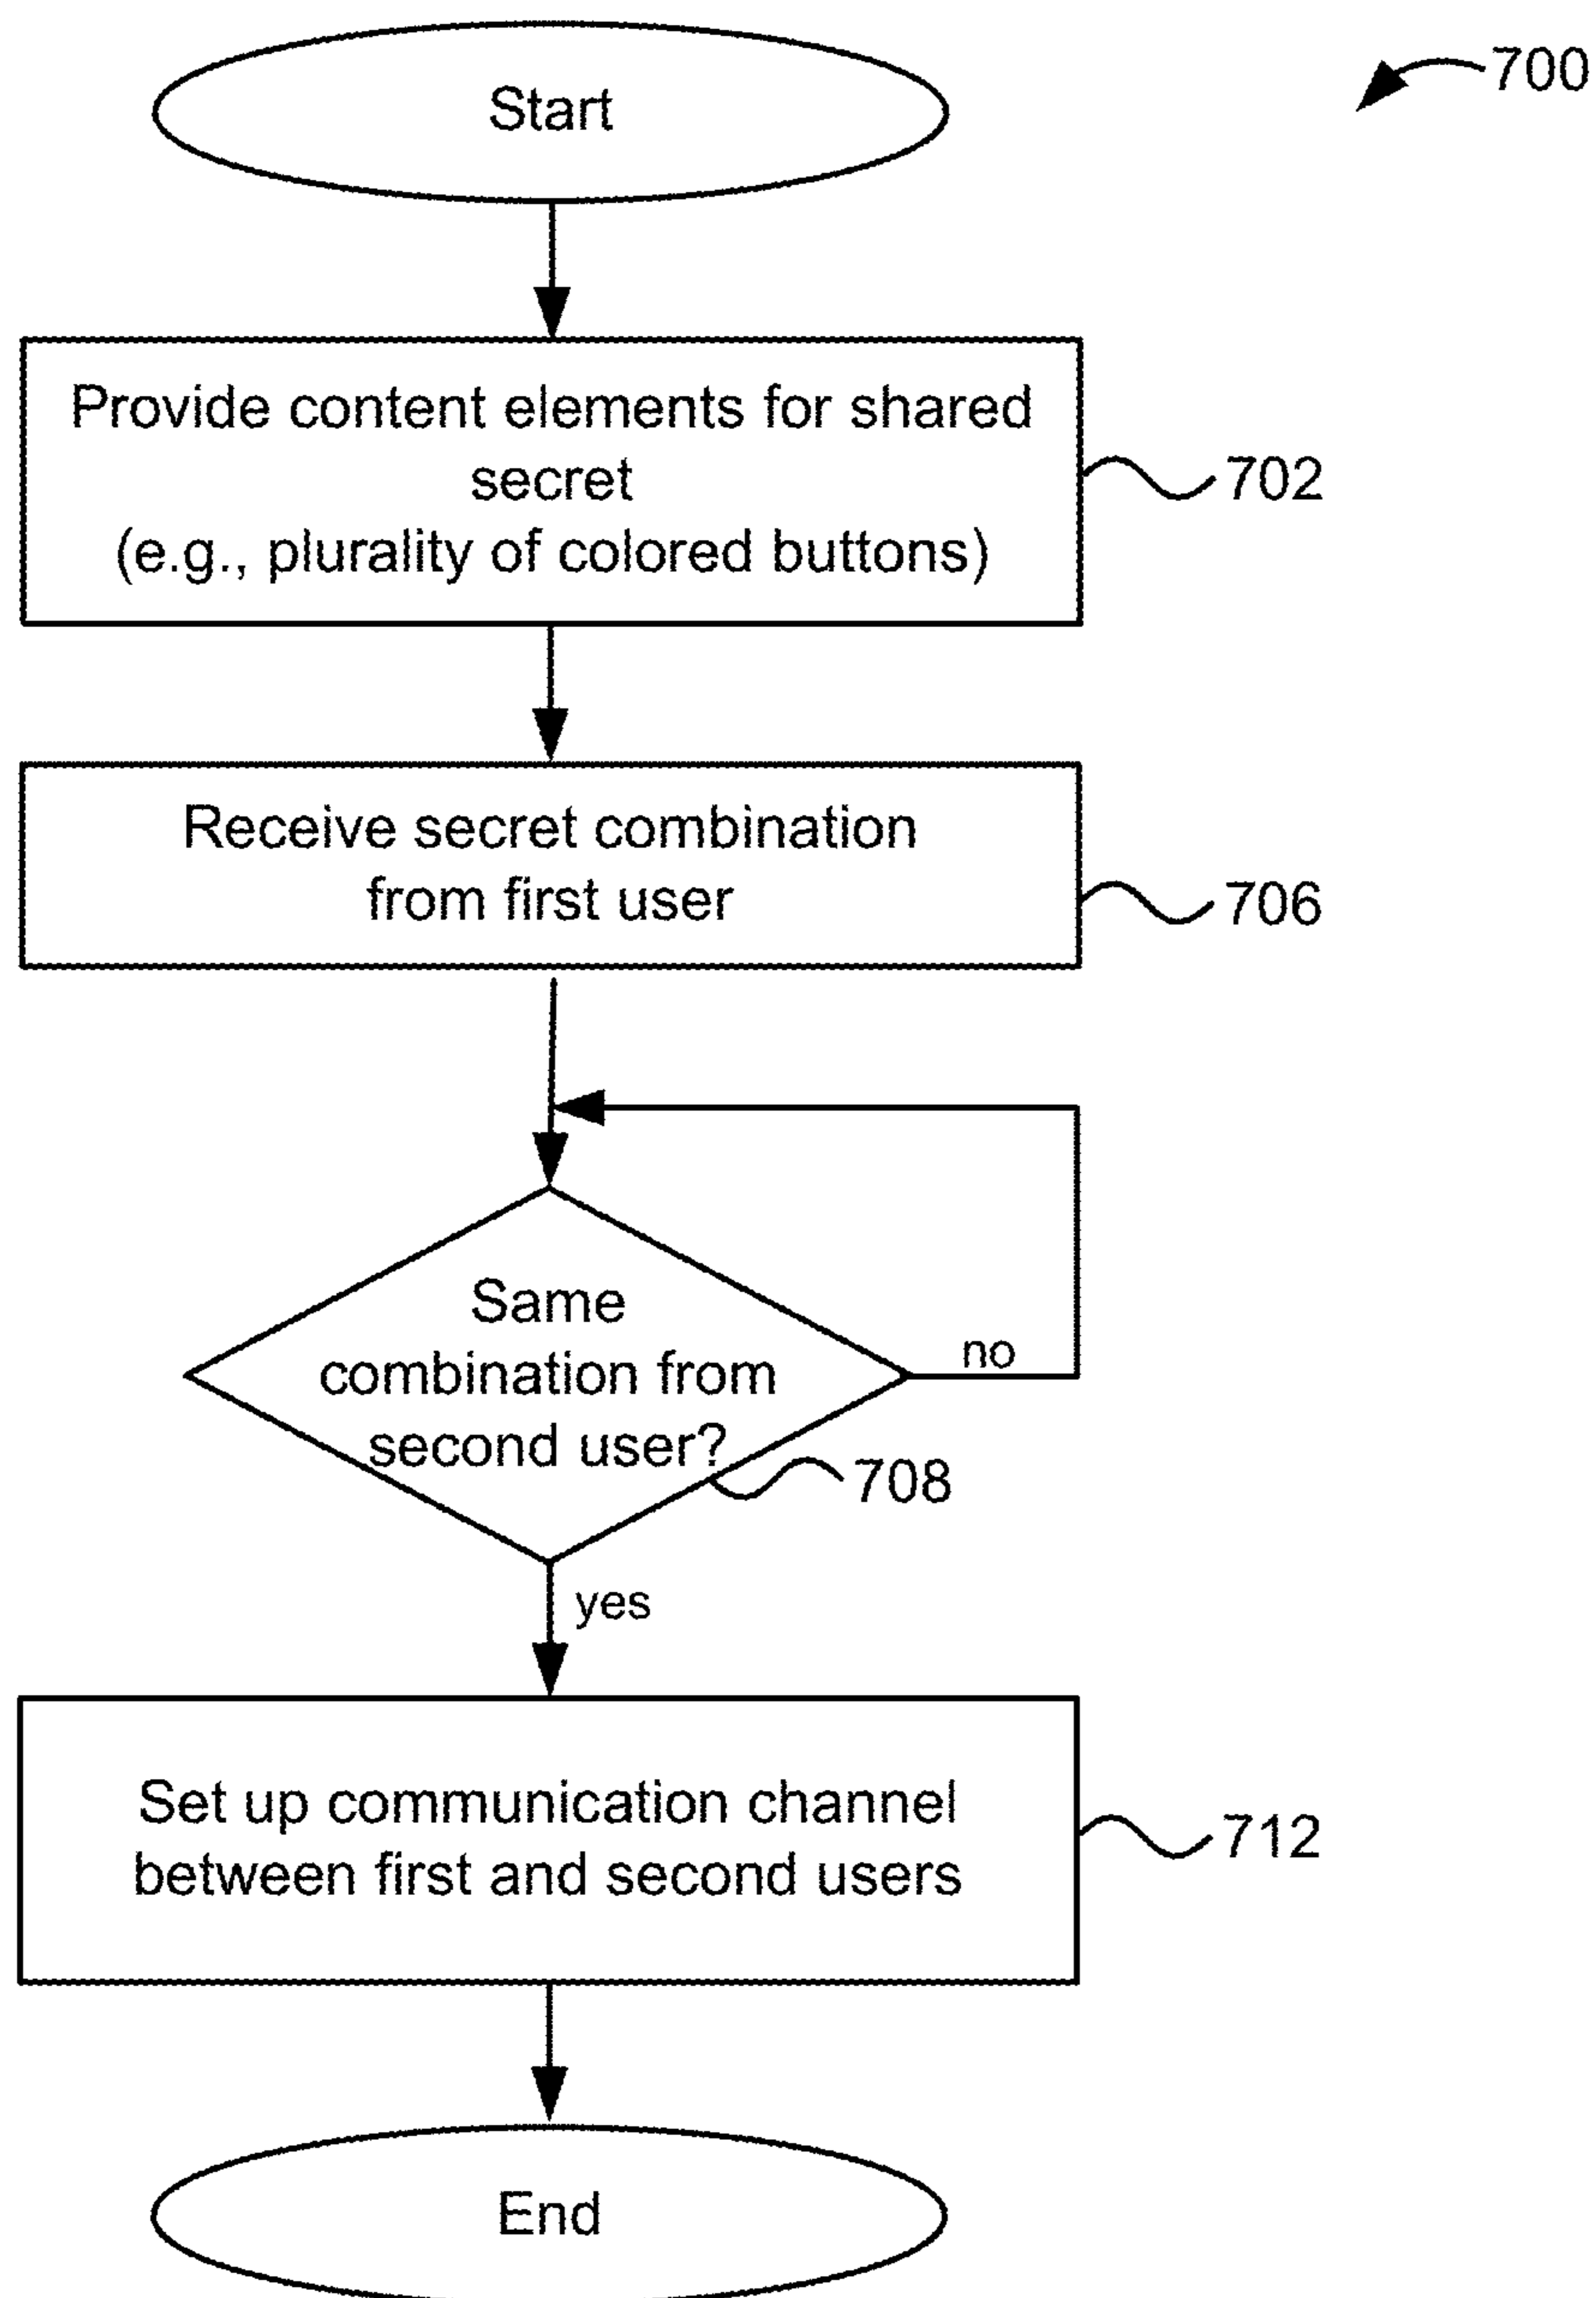 Start
700
Provide content elements for shared
secret
(e.g., plurality of colored buttons)
702
Receive secret combination
from first user
706
Same
combination from
second user?
no
708
yes
Set up communication channel
between first and second users
712
End